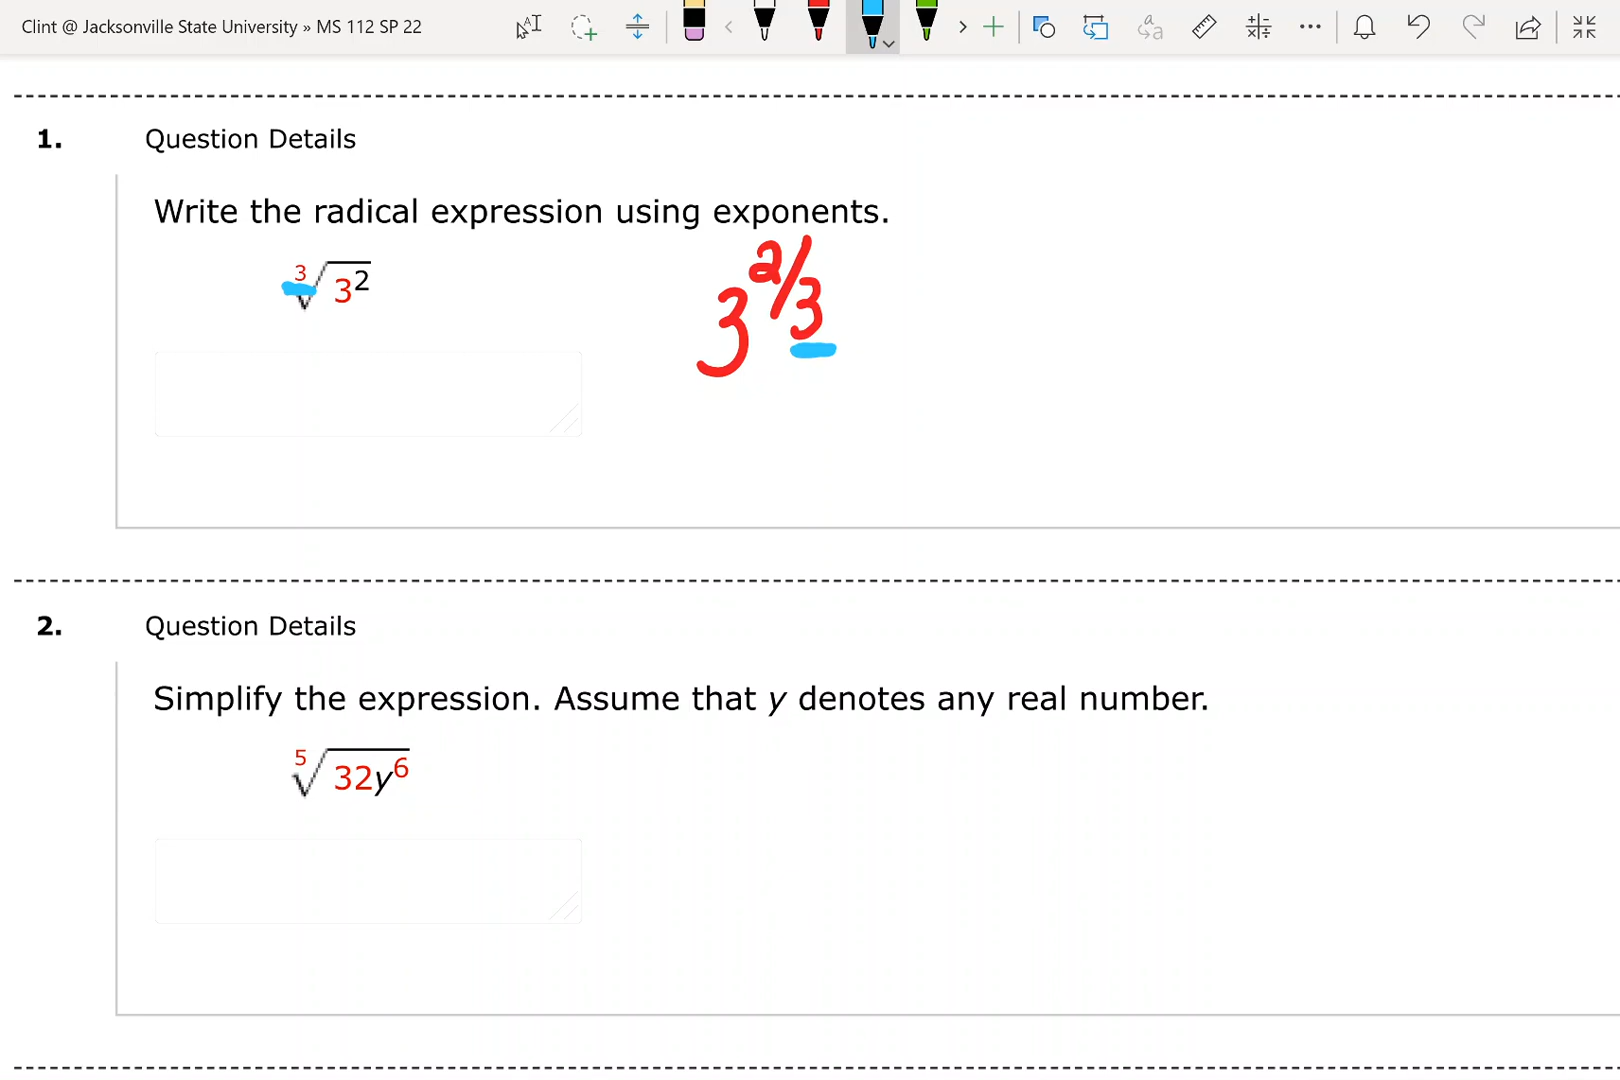 Clint @ Jacksonville State University » MS 112 SP 22
1. Question Details
Write the radical expression using exponents.
∛3² 3^2/3
2. Question Details
Simplify the expression. Assume that y denotes any real number.
⁵√32y⁶